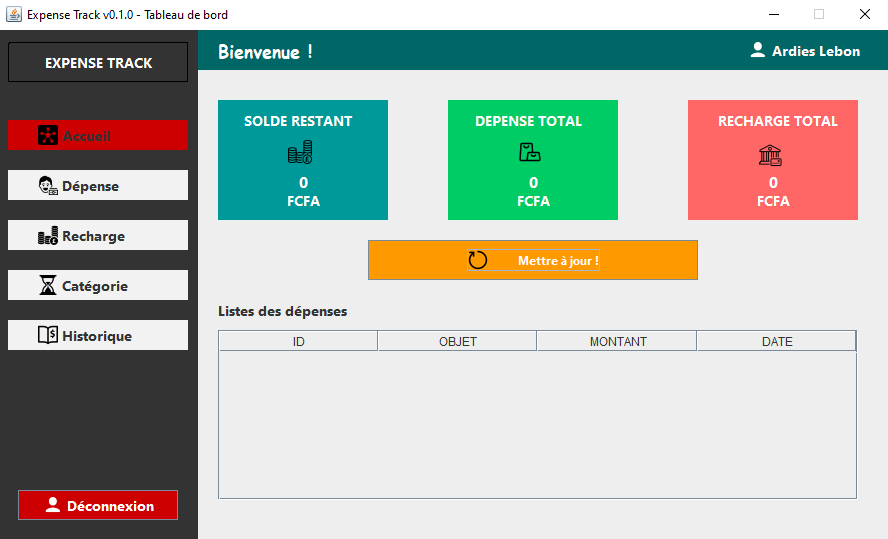 Expense Track v0.1.0 - Tableau de bord
EXPENSE TRACK
Bienvenue !
Ardies Lebon
Accueil
Dépense
Recharge
Catégorie
Historique
Déconnexion
SOLDE RESTANT
0
FCFA
DEPENSE TOTAL
0
FCFA
RECHARGE TOTAL
0
FCFA
Mettre à jour !
Listes des dépenses
ID OBJET MONTANT DATE